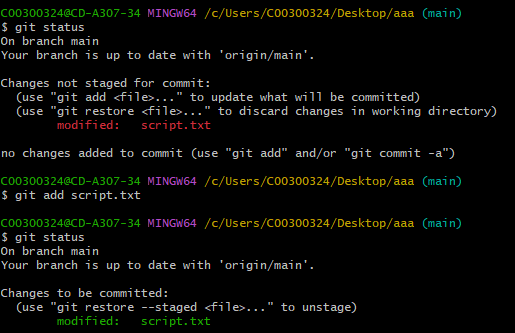 C00300324@CD-A307-34 MINGW64 /c/Users/C00300324/Desktop/aaa (main)
$ git status
On branch main
Your branch is up to date with 'origin/main'.

Changes not staged for commit:
  (use "git add <file>..." to update what will be committed)
  (use "git restore <file>..." to discard changes in working directory)
        modified:   script.txt

no changes added to commit (use "git add" and/or "git commit -a")

C00300324@CD-A307-34 MINGW64 /c/Users/C00300324/Desktop/aaa (main)
$ git add script.txt

C00300324@CD-A307-34 MINGW64 /c/Users/C00300324/Desktop/aaa (main)
$ git status
On branch main
Your branch is up to date with 'origin/main'.

Changes to be committed:
  (use "git restore --staged <file>..." to unstage)
        modified:   script.txt